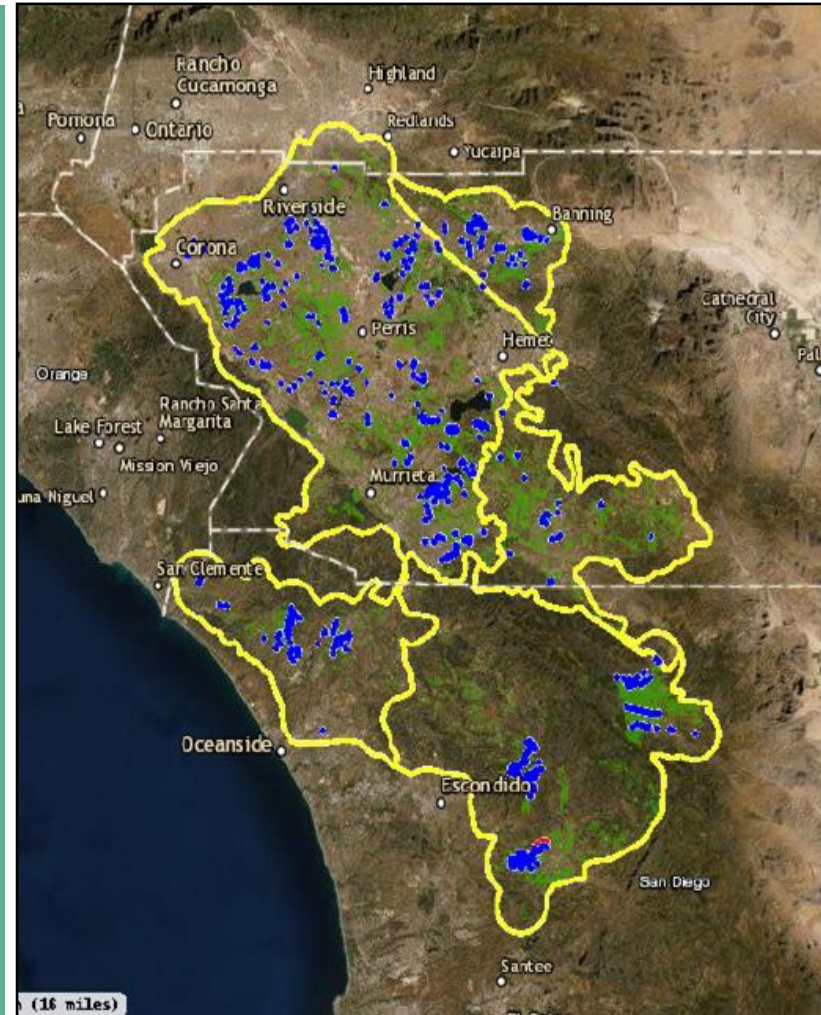 Rancho
Cucamonga
Highland
Pomona
Ontario
Redlands
Yucaipa
Riverside
Banning
Corona
Cathedral
City
Perris
Hemet
Pal
Orange
Rancho Santa
Margarita
Lake Forest
Mission Viejo
Murrieta
una Niguel
San Clemente
Oceanside
Escondido
San Diego
Santee
(16 miles)